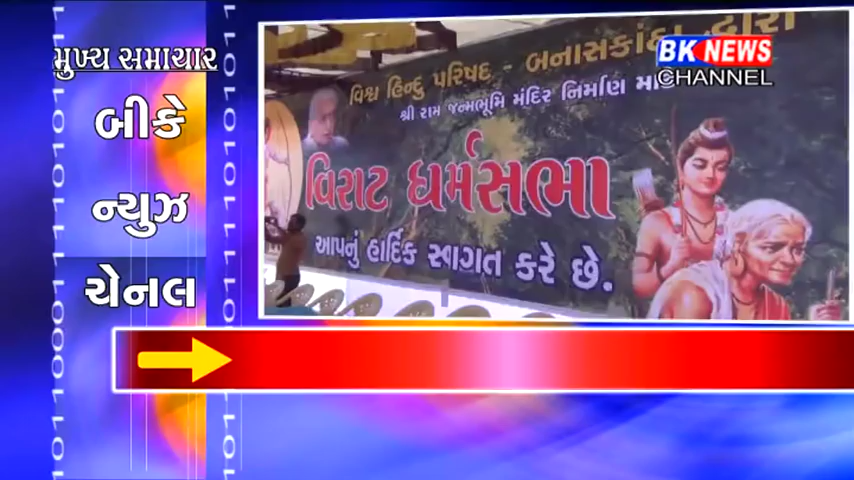 મુખ્ય સમાચાર
બીકે
ન્યુઝ
ચેનલ
BK NEWS
CHANNEL
વિશ્વ હિન્દુ પરિષદ - બનાસકાંઠા દ્વારા
શ્રી રામ જન્મભૂમિ મંદિર નિર્માણ
વિરાટ ધર્મસભા
આપનું હાર્દિક સ્વાગત કરે છે.